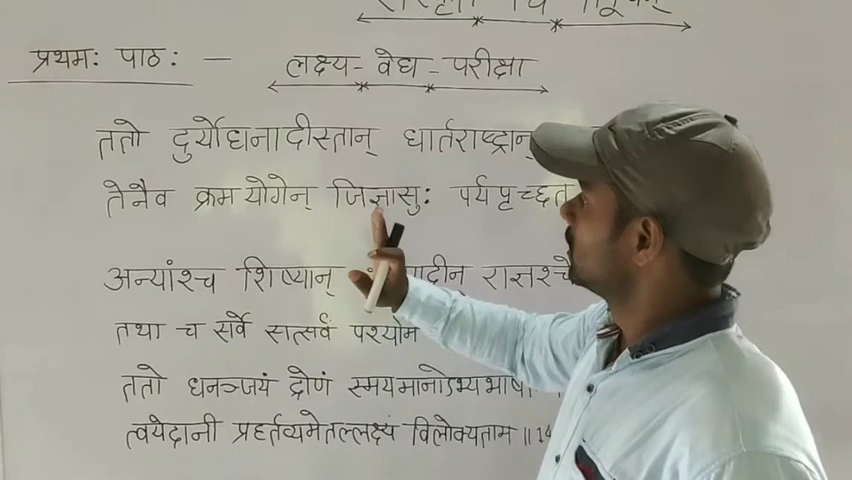 प्रथमः पाठः — लक्ष्य-वेध-परीक्षा
ततो दुर्योधनादीस्तान् धार्तराष्ट्रान्
तेनैव क्रमयोगेन् जिज्ञासुः पर्यपृच्छत
अन्यांश्च शिष्यान्
तथा च सर्वे सत्सर्वं पश्योम
ततो धनञ्जयं द्रोणं स्मयमानोऽभ्यभाष
त्वयेदानी प्रहर्तव्यमेतल्लक्ष्यं विलोक्यताम ॥14